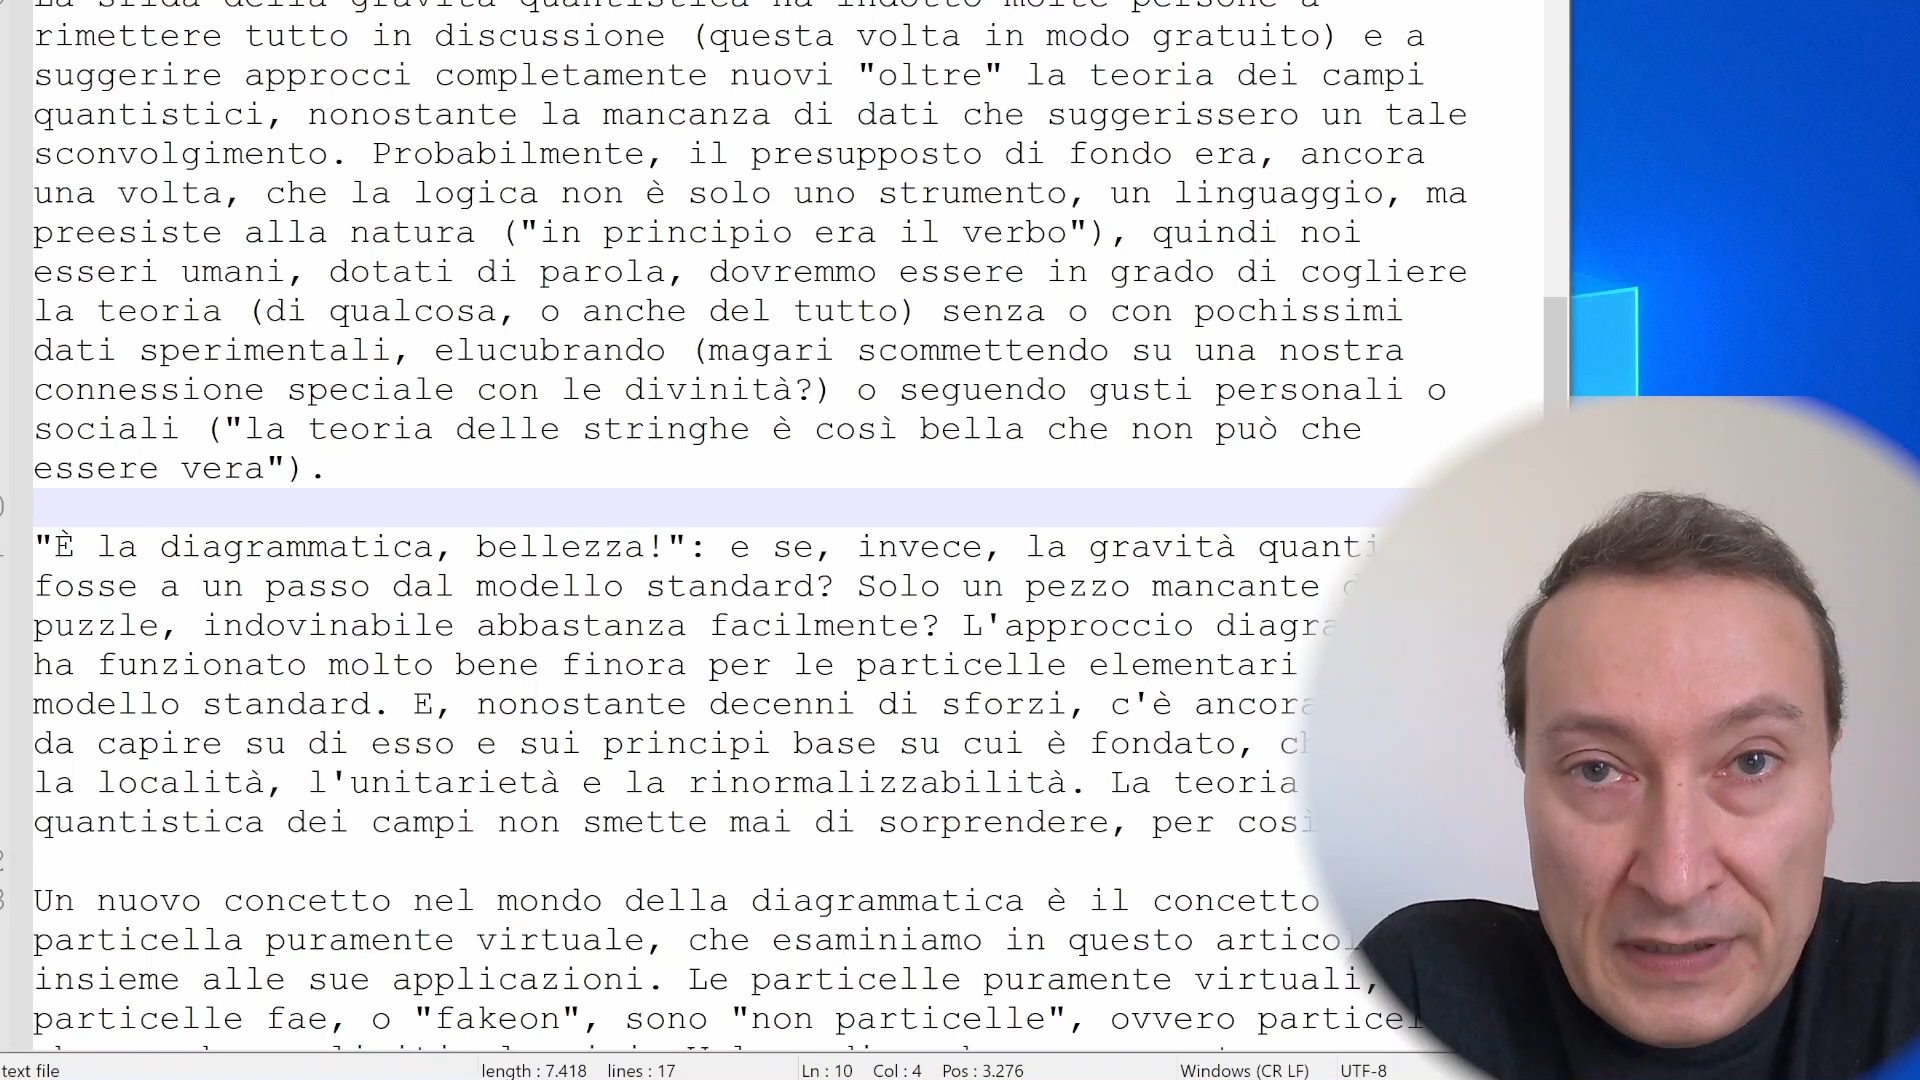 La sfida della gravità quantistica ha indotto molte persone a
rimettere tutto in discussione (questa volta in modo gratuito) e a
suggerire approcci completamente nuovi "oltre" la teoria dei campi
quantistici, nonostante la mancanza di dati che suggerissero un tale
sconvolgimento. Probabilmente, il presupposto di fondo era, ancora
una volta, che la logica non è solo uno strumento, un linguaggio, ma
preesiste alla natura ("in principio era il verbo"), quindi noi
esseri umani, dotati di parola, dovremmo essere in grado di cogliere
la teoria (di qualcosa, o anche del tutto) senza o con pochissimi
dati sperimentali, elucubrando (magari scommettendo su una nostra
connessione speciale con le divinità?) o seguendo gusti personali o
sociali ("la teoria delle stringhe è così bella che non può che
essere vera").
"È la diagrammatica, bellezza!": e se, invece, la gravità
fosse a un passo dal modello standard? Solo un pezzo mancante
puzzle, indovinabile abbastanza facilmente? L'approccio
ha funzionato molto bene finora per le particelle elementari
modello standard. E, nonostante decenni di sforzi, c'è ancora
da capire su di esso e sui principi base su cui è fondato,
la località, l'unitarietà e la rinormalizzabilità. La teoria
quantistica dei campi non smette mai di sorprendere, per così
Un nuovo concetto nel mondo della diagrammatica è il concetto
particella puramente virtuale, che esaminiamo in questo
insieme alle sue applicazioni. Le particelle puramente virtuali,
particelle fae, o "fakeon", sono "non particelle", ovvero
text file length : 7.418 lines : 17 Ln : 10 Col : 4 Pos : 3.276 Windows (CR LF) UTF-8